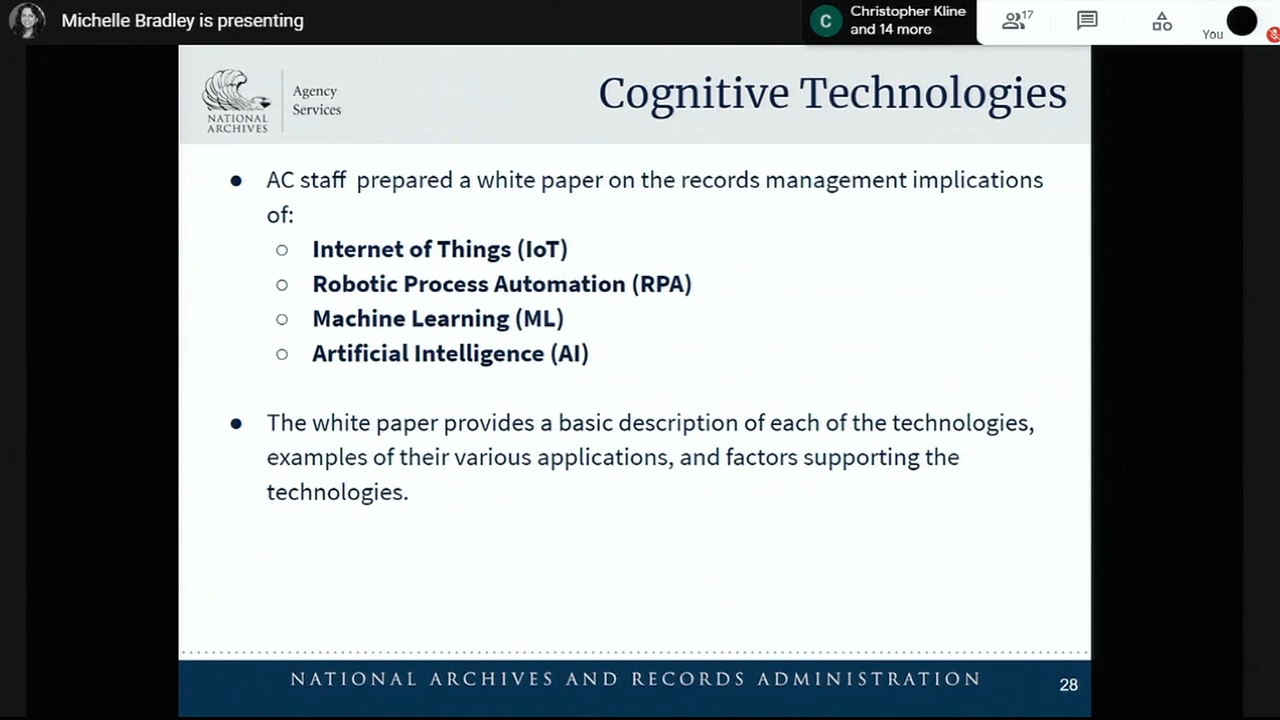 Michelle Bradley is presenting
C
Christopher Kline
and 14 more
17
You
NATIONAL
ARCHIVES
Agency
Services
Cognitive Technologies
● AC staff prepared a white paper on the records management implications
of:
○ Internet of Things (IoT)
○ Robotic Process Automation (RPA)
○ Machine Learning (ML)
○ Artificial Intelligence (AI)
● The white paper provides a basic description of each of the technologies,
examples of their various applications, and factors supporting the
technologies.
NATIONAL ARCHIVES AND RECORDS ADMINISTRATION
28